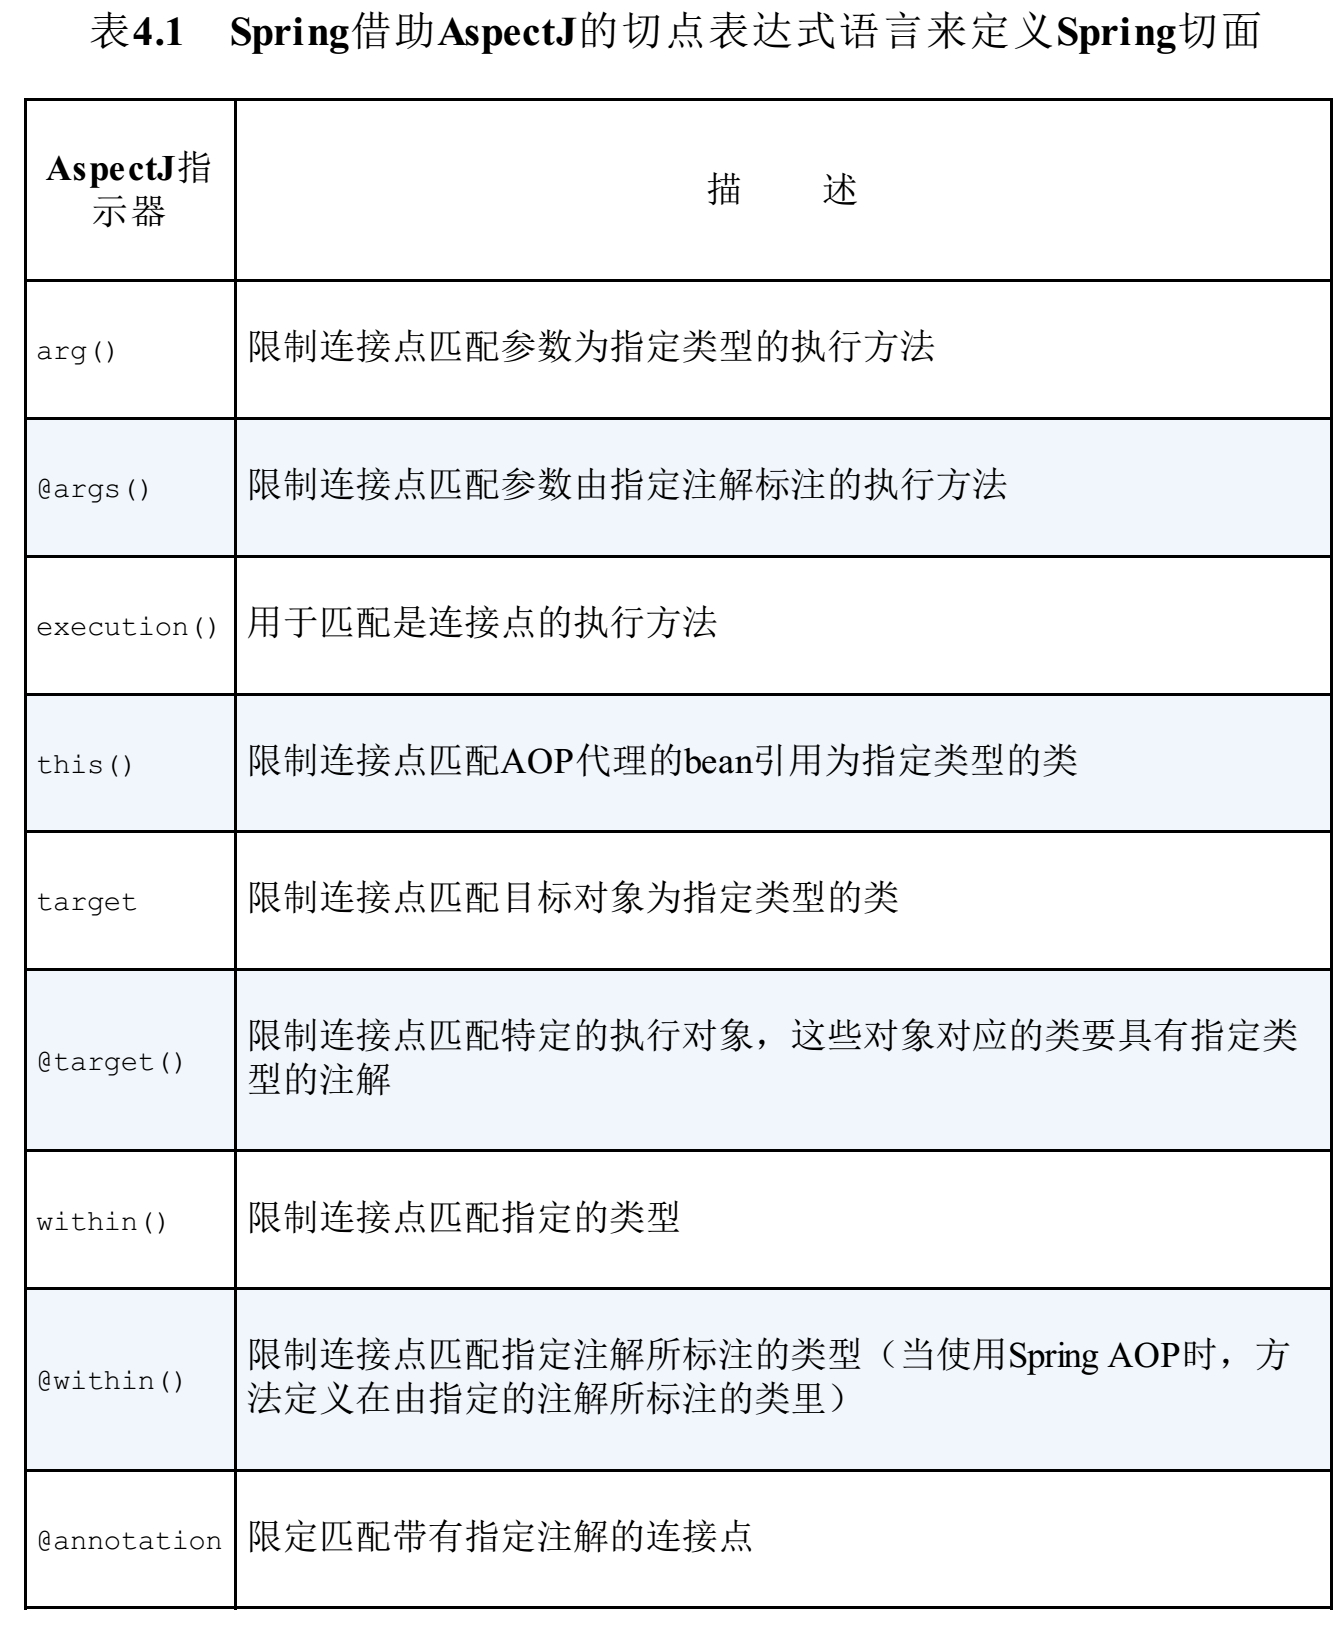 表4.1 Spring借助AspectJ的切点表达式语言来定义Spring切面
AspectJ指
示器
描 述
arg()
限制连接点匹配参数为指定类型的执行方法
@args()
限制连接点匹配参数由指定注解标注的执行方法
execution()
用于匹配是连接点的执行方法
this()
限制连接点匹配AOP代理的bean引用为指定类型的类
target
限制连接点匹配目标对象为指定类型的类
@target()
限制连接点匹配特定的执行对象，这些对象对应的类要具有指定类
型的注解
within()
限制连接点匹配指定的类型
@within()
限制连接点匹配指定注解所标注的类型（当使用Spring AOP时，方
法定义在由指定的注解所标注的类里）
@annotation
限定匹配带有指定注解的连接点